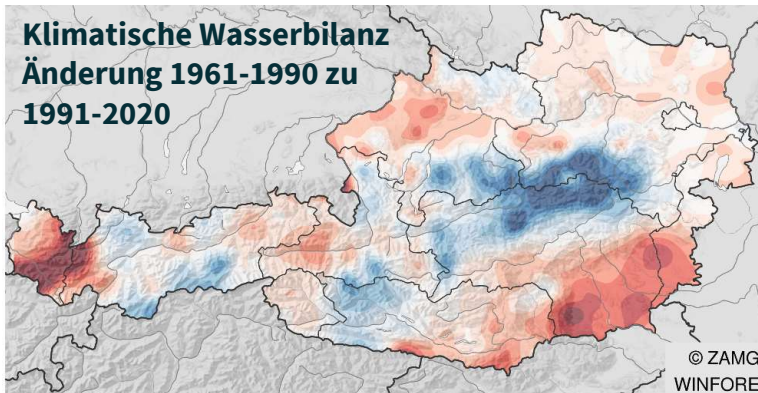 Klimatische Wasserbilanz
Änderung 1961-1990 zu
1991-2020
© ZAMG
WINFORE